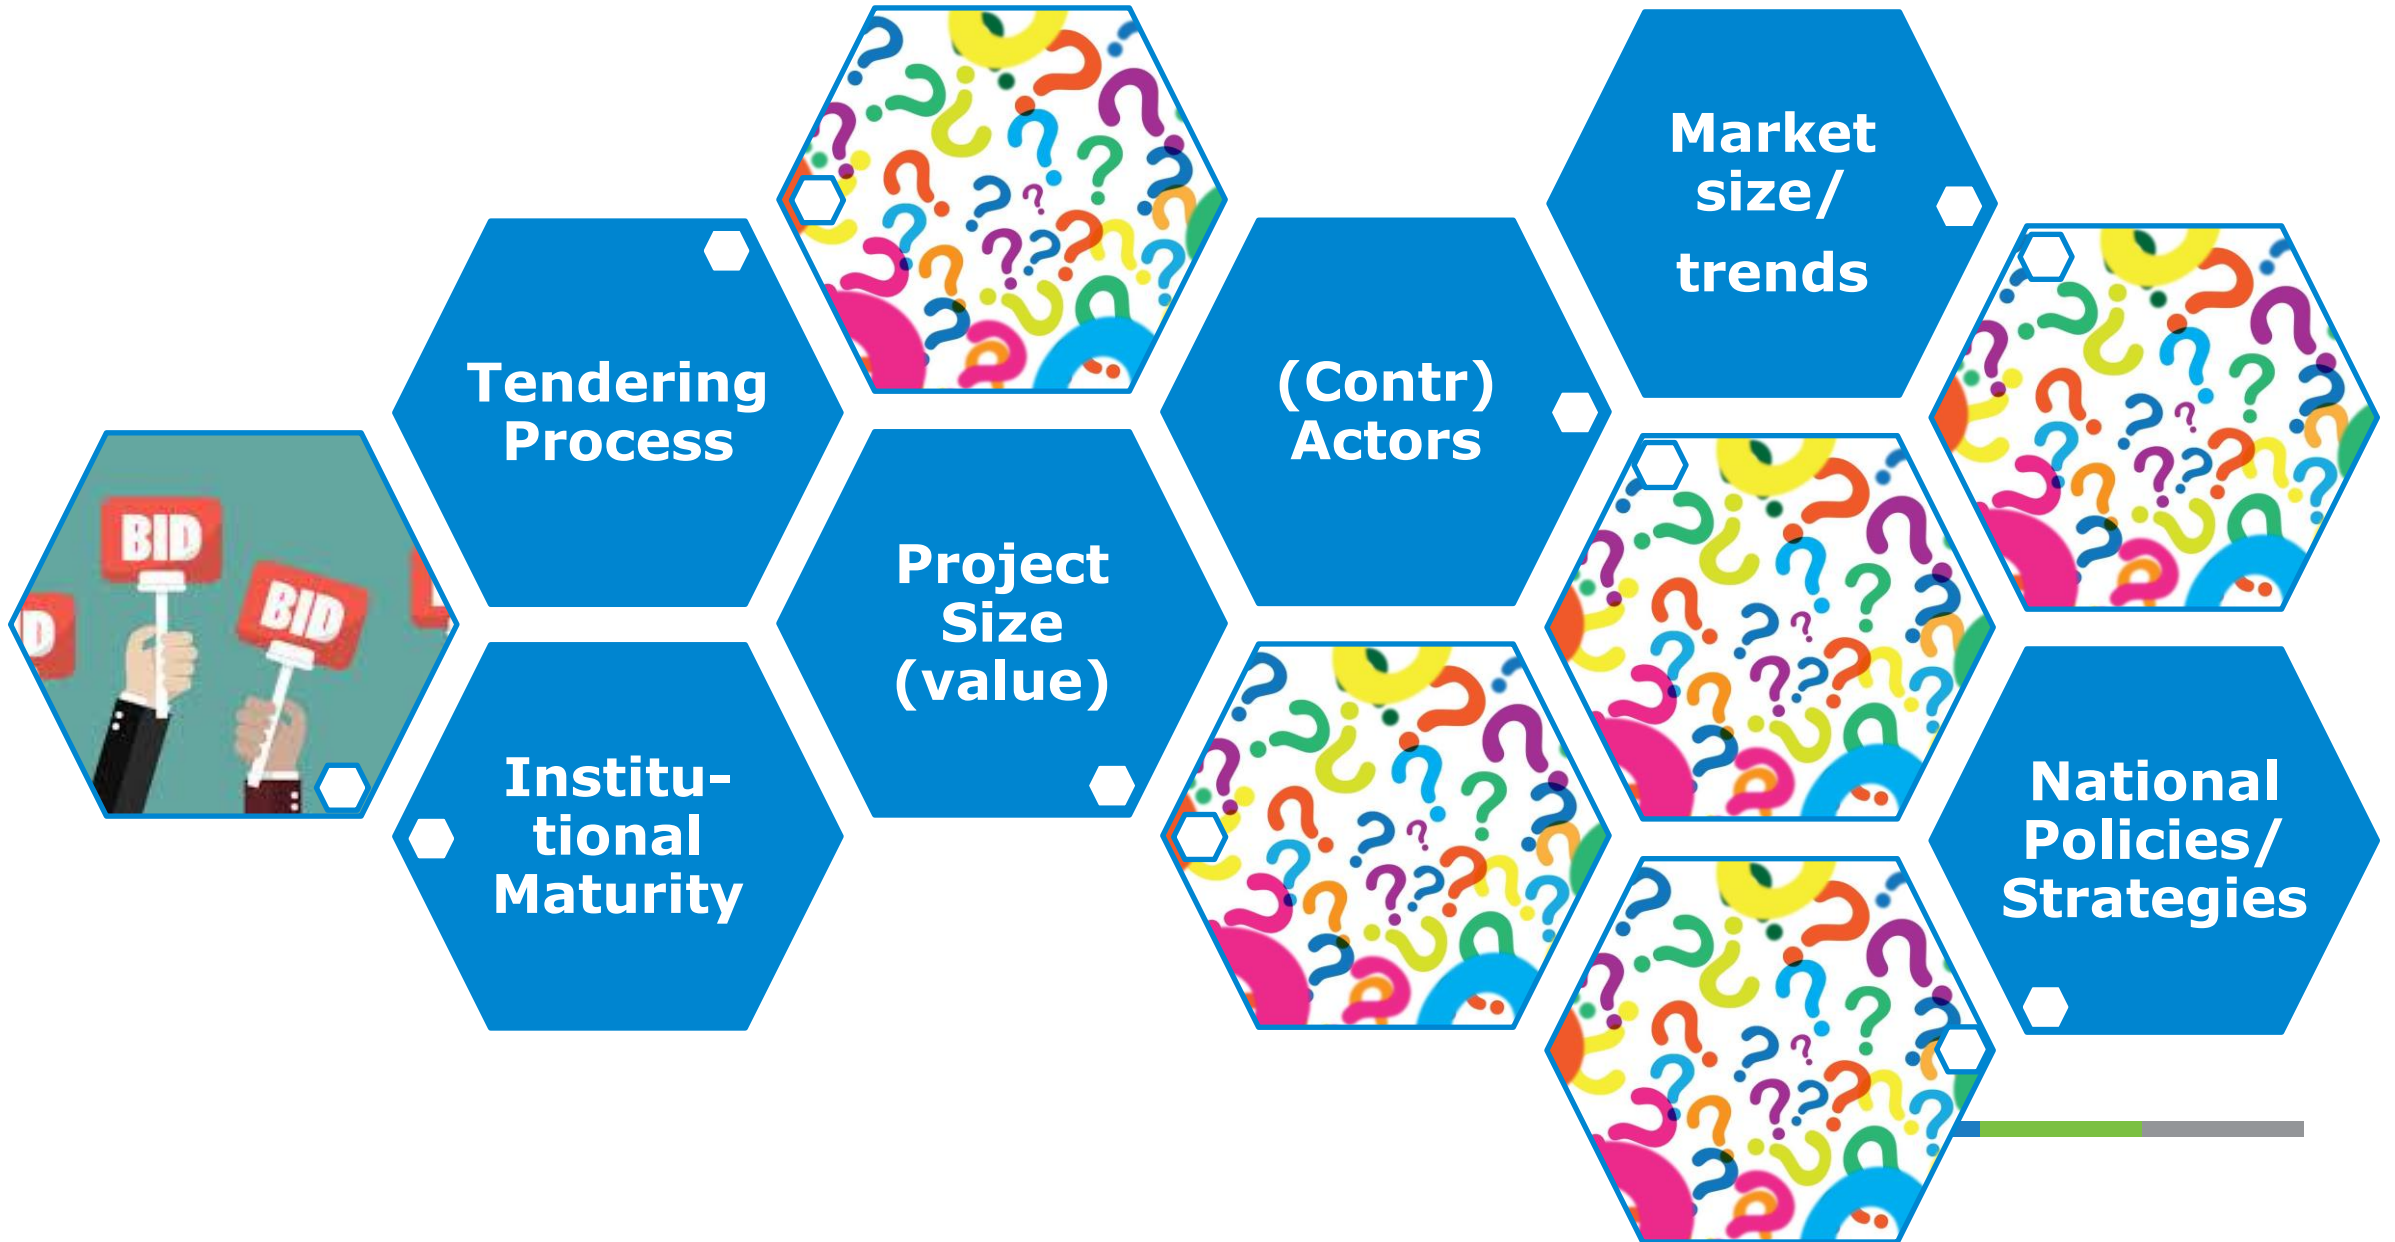 Tendering
Process
Institu-
tional
Maturity
Project
Size
(value)
(Contr)
Actors
Market
size/
trends
National
Policies/
Strategies
BID
BID
D